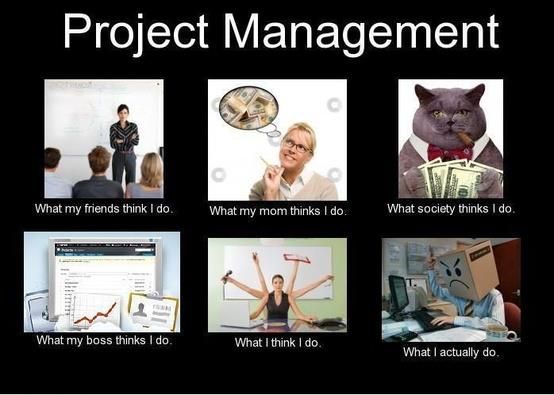 Project Management
What my friends think I do.
What my mom thinks I do.
What society thinks I do.
What my boss thinks I do.
What I think I do.
What I actually do.